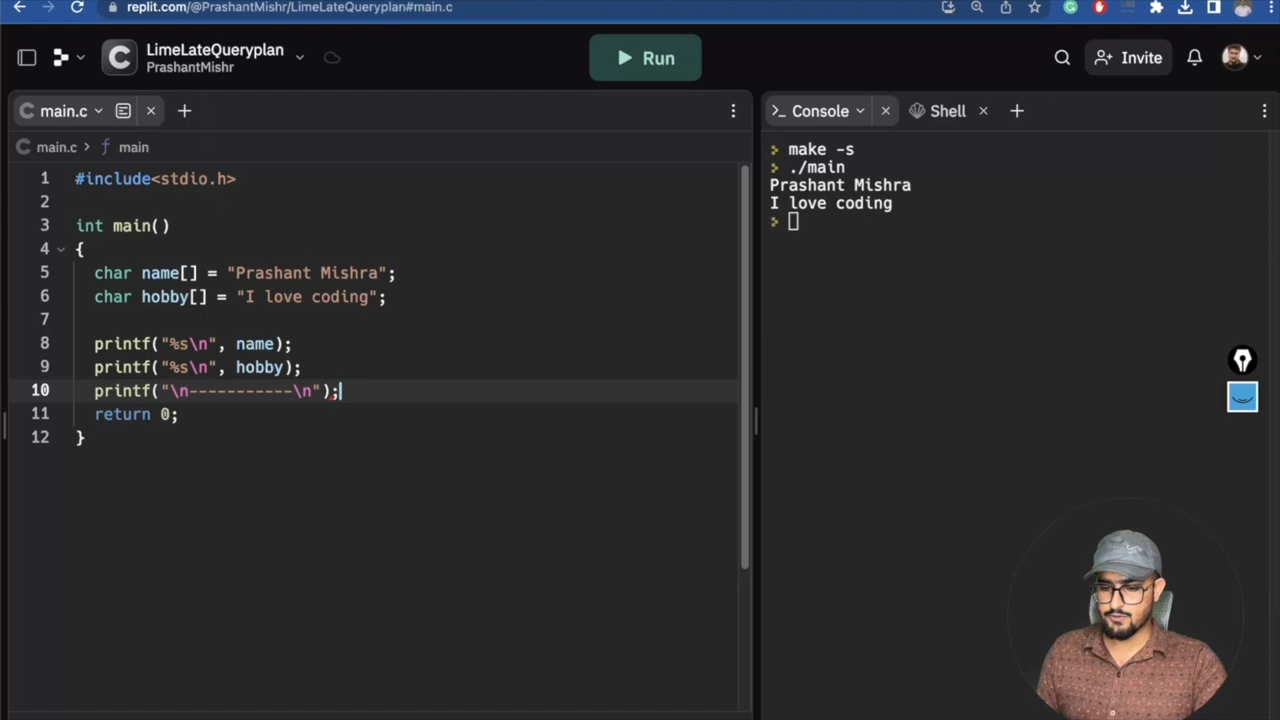 replit.com/@PrashantMishr/LimeLateQueryplan#main.c
LimeLateQueryplan
PrashantMishr
Run
Invite
main.c
Console
Shell
main.c > main
1 #include<stdio.h>
2
3 int main()
4 {
5 char name[] = "Prashant Mishra";
6 char hobby[] = "I love coding";
7
8 printf("%s\n", name);
9 printf("%s\n", hobby);
10 printf("\n-----------\n");
11 return 0;
12 }
> make -s
> ./main
Prashant Mishra
I love coding
>